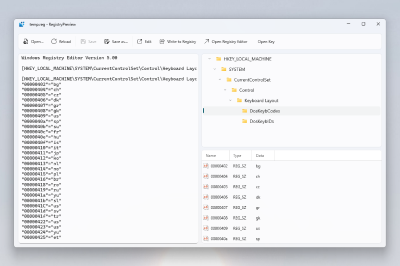 temp.reg - RegistryPreview
Open...
Reload
Save
Save as...
Edit
Write to Registry
Open Registry Editor
Open Key
Windows Registry Editor Version 5.00
[HKEY_LOCAL_MACHINE\SYSTEM\CurrentControlSet\Control\Keyboard Layo
[HKEY_LOCAL_MACHINE\SYSTEM\CurrentControlSet\Control\Keyboard Layo
"00000402"="bg"
"00000404"="ch"
"00000405"="cz"
"00000406"="dk"
"00000407"="gr"
"00000408"="gk"
"00000409"="us"
"0000040a"="sp"
"0000040b"="su"
"0000040c"="fr"
"0000040e"="hu"
"0000040f"="is"
"00000410"="it"
"00000411"="jp"
"00000412"="ko"
"00000413"="nl"
"00000414"="no"
"00000415"="pl"
"00000416"="br"
"00000418"="ro"
"00000419"="ru"
"0000041a"="yu"
"0000041b"="sl"
"0000041c"="us"
"0000041d"="sv"
"0000041f"="tr"
"00000422"="us"
"00000423"="us"
"00000424"="yu"
"00000425"="et"
HKEY_LOCAL_MACHINE
SYSTEM
CurrentControlSet
Control
Keyboard Layout
DosKeybCodes
DosKeybIDs
Name Type Data
00000402 REG_SZ bg
00000404 REG_SZ ch
00000405 REG_SZ cz
00000406 REG_SZ dk
00000407 REG_SZ gr
00000408 REG_SZ gk
00000409 REG_SZ us
0000040a REG_SZ sp